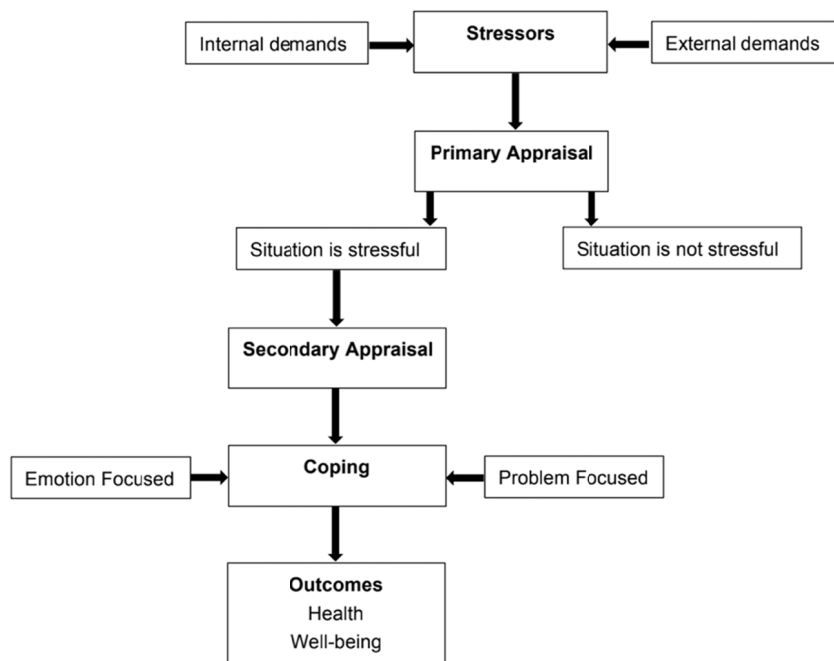 Internal demands
Stressors
External demands
Primary Appraisal
Situation is stressful
Situation is not stressful
Secondary Appraisal
Emotion Focused
Coping
Problem Focused
Outcomes
Health
Well-being